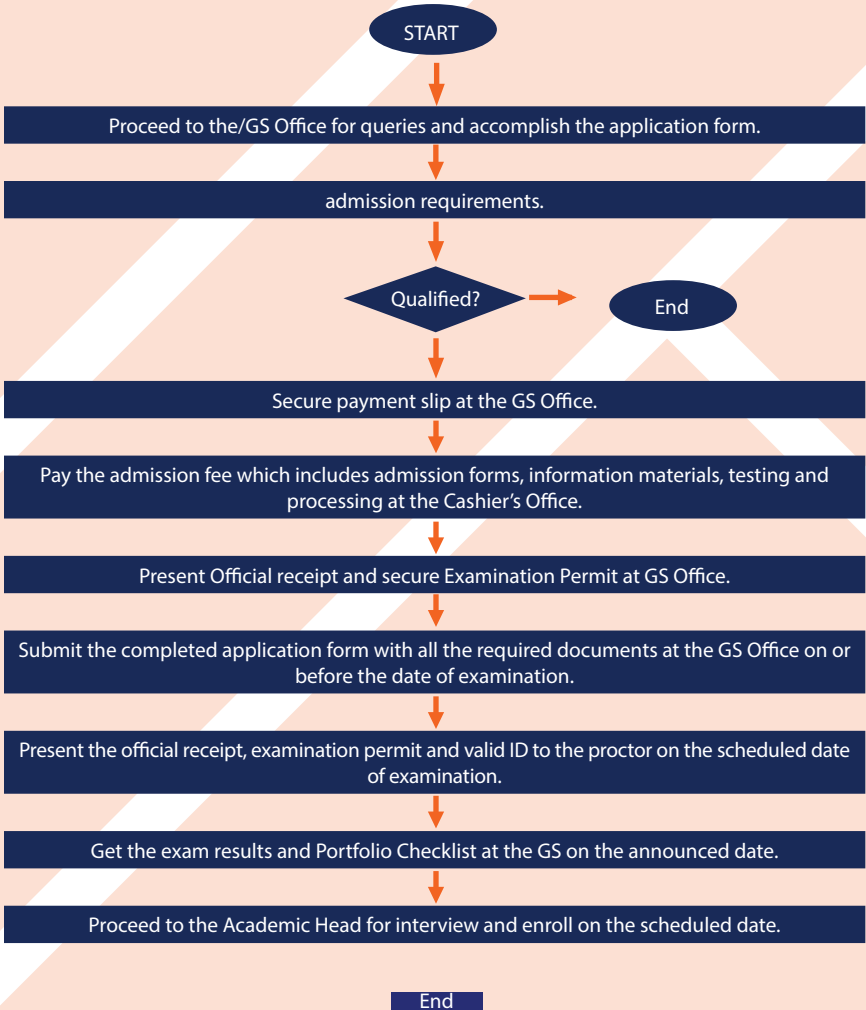 START
Proceed to the/GS Office for queries and accomplish the application form.
admission requirements.
Qualified?
End
Secure payment slip at the GS Office.
Pay the admission fee which includes admission forms, information materials, testing and
processing at the Cashier’s Office.
Present Official receipt and secure Examination Permit at GS Office.
Submit the completed application form with all the required documents at the GS Office on or
before the date of examination.
Present the official receipt, examination permit and valid ID to the proctor on the scheduled date
of examination.
Get the exam results and Portfolio Checklist at the GS on the announced date.
Proceed to the Academic Head for interview and enroll on the scheduled date.
End